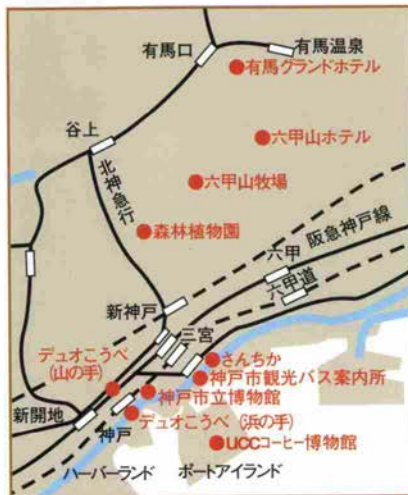 有馬口
有馬温泉
有馬グランドホテル
谷上
六甲山ホテル
北神急行
六甲山牧場
森林植物園
阪急神戸線
六甲
六甲道
新神戸
三宮
デュオこうべ
(山の手)
さんちか
神戸市観光バス案内所
神戸市立博物館
新開地
神戸
デュオこうべ(浜の手)
UCCコーヒー博物館
ハーバーランド
ポートアイランド